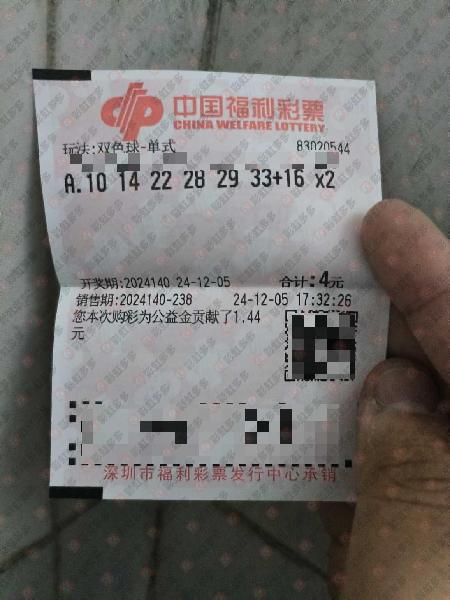 中国福利彩票
CHINA WELFARE LOTTERY
玩法:双色球-单式 83020544
A.10 14 22 28 29 33+16 x2
开奖期:2024140 24-12-05 合计:4元
销售期:2024140-238 24-12-05 17:32:26
您本次购彩为公益金贡献了1.44
元
深圳市福利彩票发行中心承销